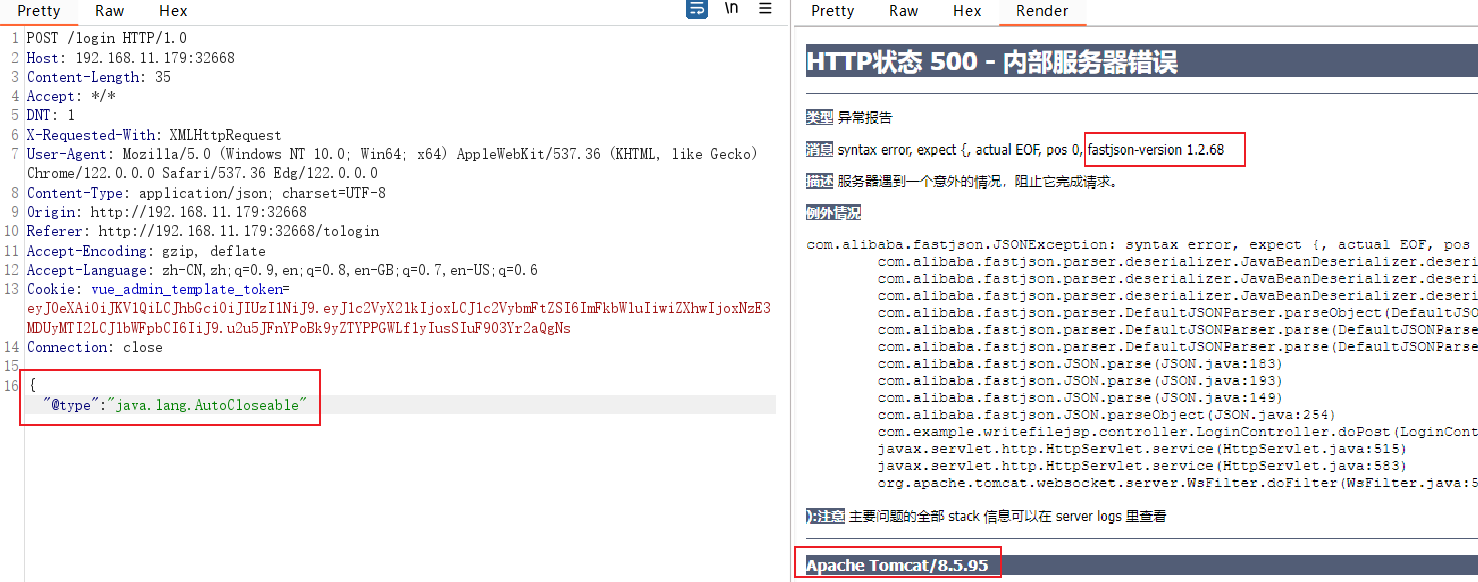 Pretty Raw Hex \n
1 POST /login HTTP/1.0
2 Host: 192.168.11.179:32668
3 Content-Length: 35
4 Accept: */*
5 DNT: 1
6 X-Requested-With: XMLHttpRequest
7 User-Agent: Mozilla/5.0 (Windows NT 10.0; Win64; x64) AppleWebKit/537.36 (KHTML, like Gecko)
Chrome/122.0.0.0 Safari/537.36 Edg/122.0.0.0
8 Content-Type: application/json; charset=UTF-8
9 Origin: http://192.168.11.179:32668
10 Referer: http://192.168.11.179:32668/tologin
11 Accept-Encoding: gzip, deflate
12 Accept-Language: zh-CN,zh;q=0.9,en;q=0.8,en-GB;q=0.7,en-US;q=0.6
13 Cookie: vue_admin_template_token=
14 Connection: close
15
16 {
"@type":"java.lang.AutoCloseable"
Pretty Raw Hex Render
HTTP状态 500 - 内部服务器错误
类型 异常报告
消息 syntax error, expect {, actual EOF, pos 0, fastjson-version 1.2.68
描述 服务器遇到一个意外的情况，阻止它完成请求。
例外情况
com.alibaba.fastjson.JSONException: syntax error, expect {, actual EOF, pos
com.alibaba.fastjson.parser.deserializer.JavaBeanDeserializer.deseri
com.alibaba.fastjson.parser.deserializer.JavaBeanDeserializer.deseri
com.alibaba.fastjson.parser.deserializer.JavaBeanDeserializer.deseri
com.alibaba.fastjson.parser.DefaultJSONParser.parseObject(DefaultJSO
com.alibaba.fastjson.parser.DefaultJSONParser.parse(DefaultJSONParse
com.alibaba.fastjson.parser.DefaultJSONParser.parse(DefaultJSONParse
com.alibaba.fastjson.JSON.parse(JSON.java:183)
com.alibaba.fastjson.JSON.parse(JSON.java:193)
com.alibaba.fastjson.JSON.parse(JSON.java:149)
com.alibaba.fastjson.JSON.parseObject(JSON.java:254)
com.example.writefilejsp.controller.LoginController.doPost(LoginCont
javax.servlet.http.HttpServlet.service(HttpServlet.java:515)
javax.servlet.http.HttpServlet.service(HttpServlet.java:583)
org.apache.tomcat.websocket.server.WsFilter.doFilter(WsFilter.java:5
):注意 主要问题的全部 stack 信息可以在 server logs 里查看
Apache Tomcat/8.5.95